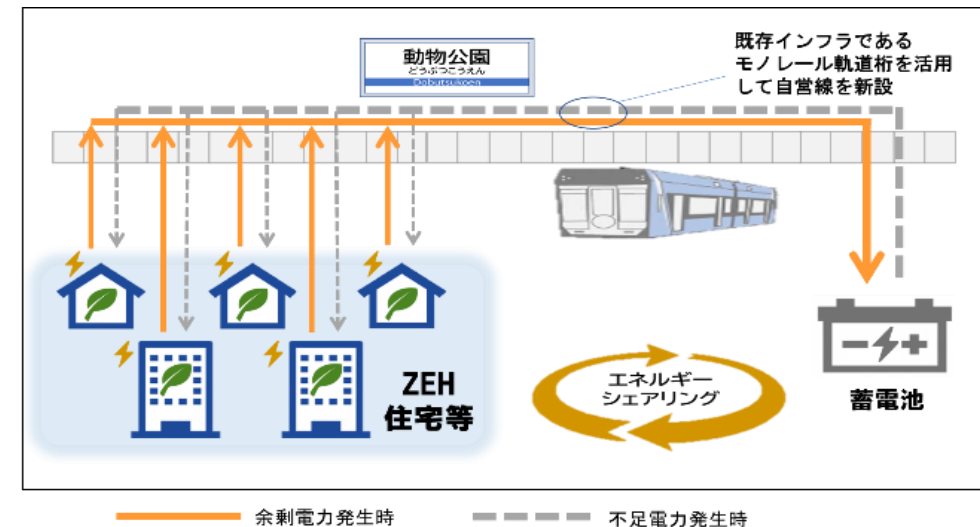 動物公園
どうぶつこうえん
Dobutsukoen
既存インフラである
モノレール軌道桁を活用
して自営線を新設
ZEH
住宅等
エネルギー
シェアリング
蓄電池
余剰電力発生時
不足電力発生時